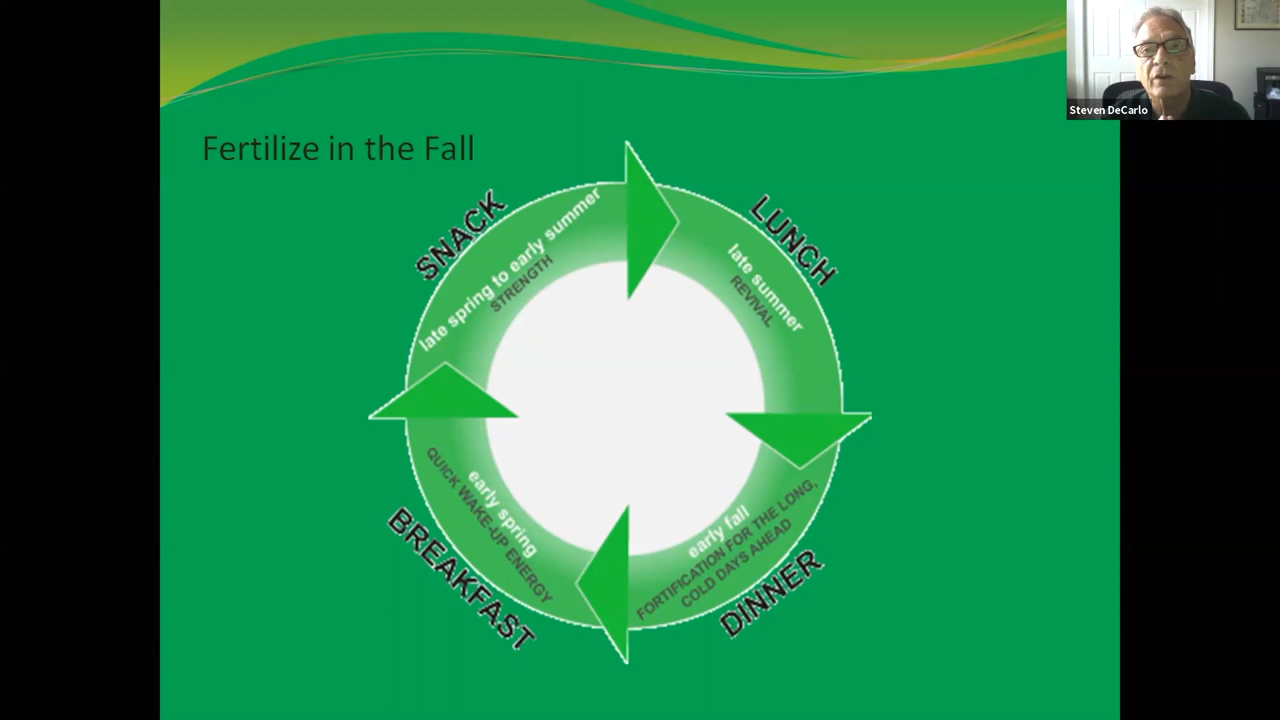 Steven DeCarlo
Fertilize in the Fall
SNACK
late spring to early summer
STRENGTH
LUNCH
late summer
REVIVAL
BREAKFAST
early spring
QUICK WAKE-UP ENERGY
DINNER
early fall
FORTIFICATION FOR THE LONG,
COLD DAYS AHEAD